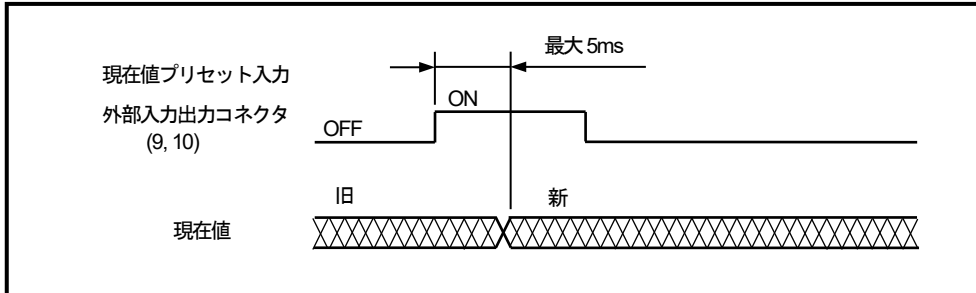 最大 5ms
現在値プリセット入力
ON
外部入力出力コネクタ
OFF
(9, 10)
旧
新
現在値